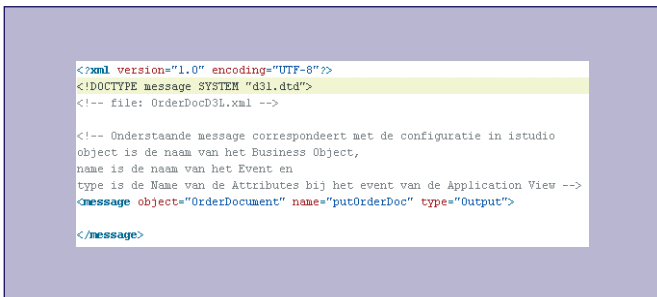 <?xml version="1.0" encoding="UTF-8"?>
<!DOCTYPE message SYSTEM "d3l.dtd">
<!-- file: OrderDocD3L.xml -->
<!-- Onderstaande message correspondeert met de configuratie in istudio
object is de naam van het Business Object,
name is de naam van het Event en
type is de Name van de Attributes bij het event van de Application View -->
<message object="OrderDocument" name="putOrderDoc" type="Output">
</message>